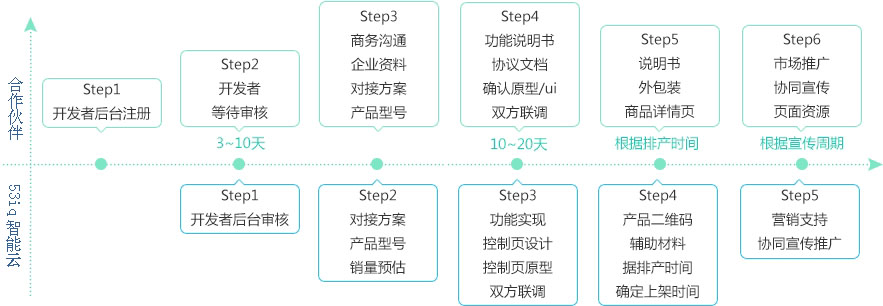 合作伙伴
Step1
开发者后台注册
Step2
开发者
等待审核
3~10天
Step3
商务沟通
企业资料
对接方案
产品型号
Step4
功能说明书
协议文档
确认原型/ui
双方联调
10~20天
Step5
说明书
外包装
商品详情页
根据排产时间
Step6
市场推广
协同宣传
页面资源
根据宣传周期
531q智能云
Step1
开发者后台审核
Step2
对接方案
产品型号
销量预估
Step3
功能实现
控制页设计
控制页原型
双方联调
Step4
产品二维码
辅助材料
据排产时间
确定上架时间
Step5
营销支持
协同宣传推广